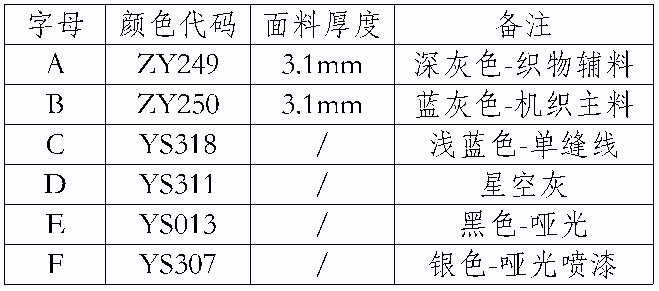 字母 颜色代码 面料厚度 备注
A ZY249 3.1mm 深灰色-织物辅料
B ZY250 3.1mm 蓝灰色-机织主料
C YS318 / 浅蓝色-单缝线
D YS311 / 星空灰
E YS013 / 黑色-哑光
F YS307 / 银色-哑光喷漆